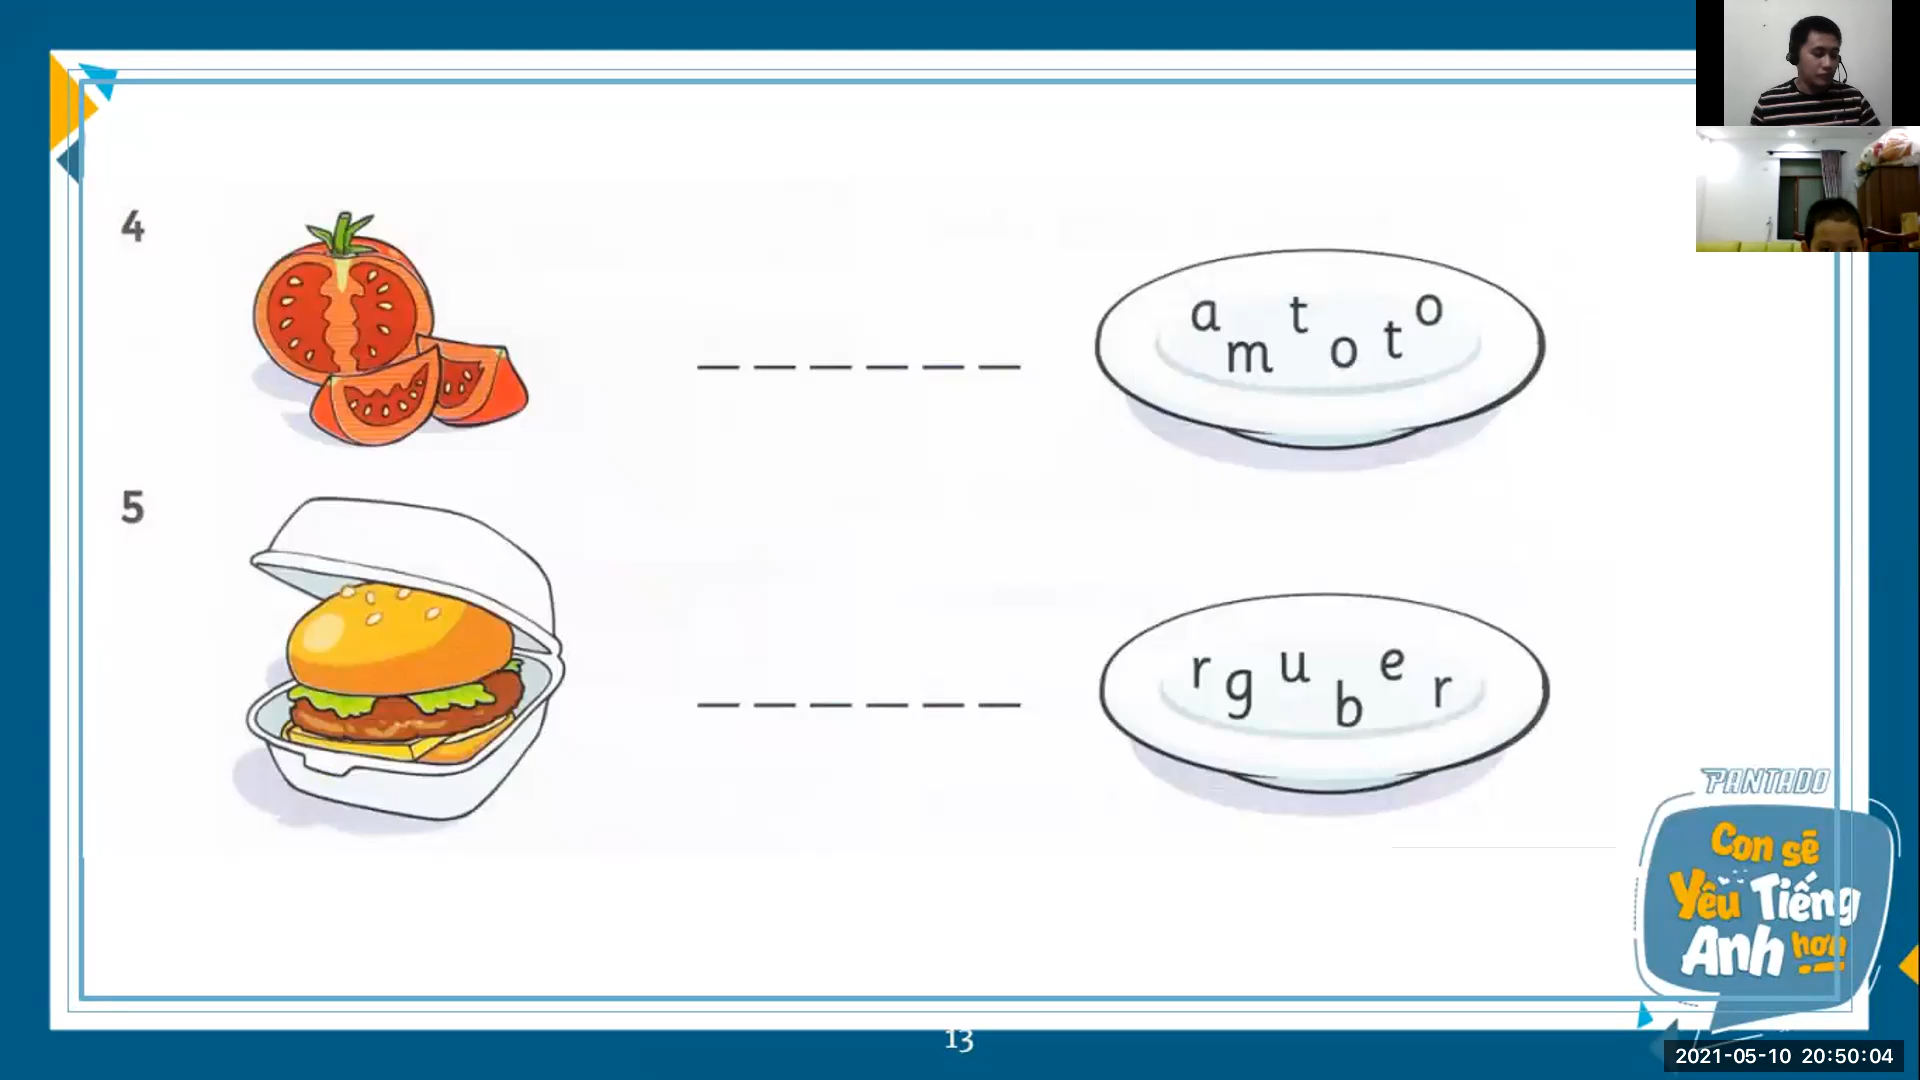 4
a m t o t o
5
r g u b e r
PANTADO
Con sẽ
Yêu Tiếng
Anh hơn
13
2021-05-10 20:50:04